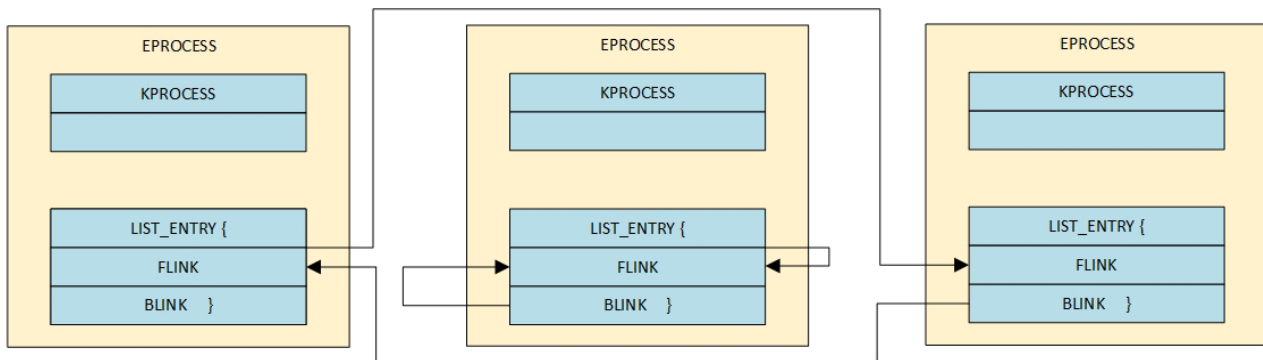 EPROCESS
KPROCESS
LIST_ENTRY {
FLINK
BLINK }
EPROCESS
KPROCESS
LIST_ENTRY {
FLINK
BLINK }
EPROCESS
KPROCESS
LIST_ENTRY {
FLINK
BLINK }